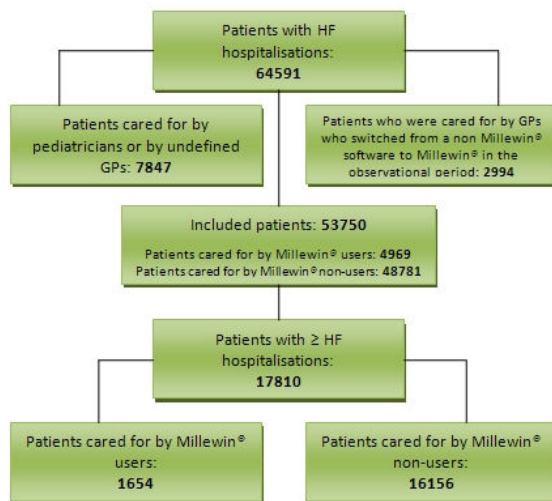 Patients with HF
hospitalisations:
64591
Patients cared for by
pediatricians or by undefined
GPs: 7847
Patients who were cared for by GPs
who switched from a non Millewin®
software to Millewin® in the
observational period: 2994
Included patients: 53750
Patients cared for by Millewin® users: 4969
Patients cared for by Millewin® non-users: 48781
Patients with ≥ HF
hospitalisations:
17810
Patients cared for by Millewin®
users:
1654
Patients cared for by Millewin®
non-users:
16156